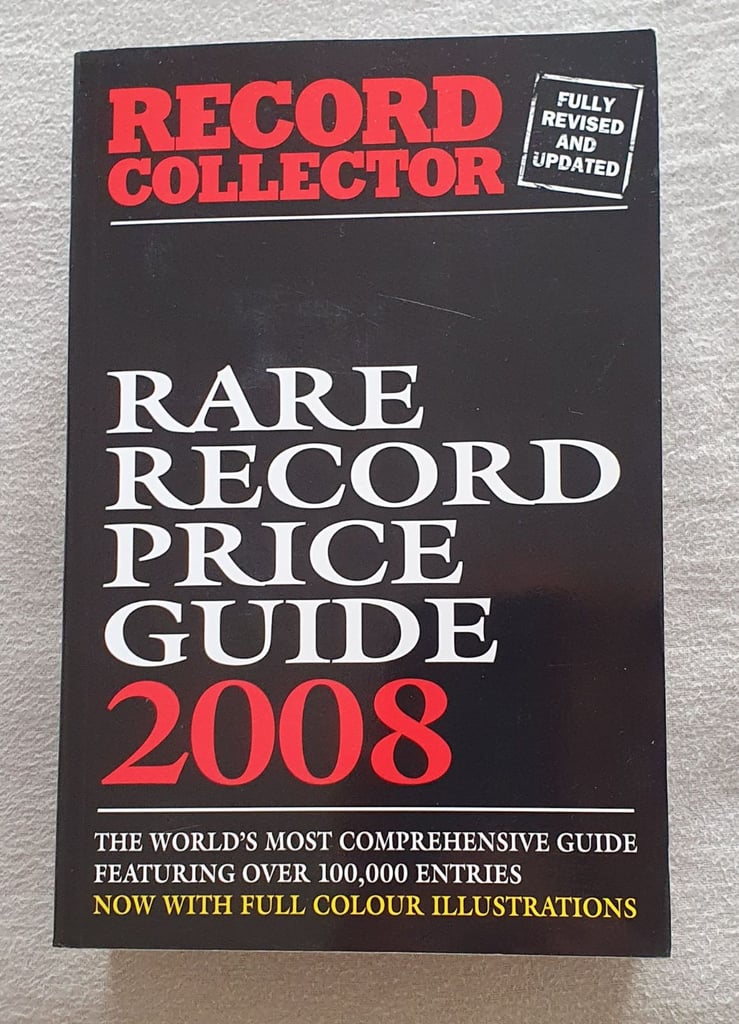 RECORD
COLLECTOR
FULLY
REVISED
AND
UPDATED
RARE
RECORD
PRICE
GUIDE
2008
THE WORLD'S MOST COMPREHENSIVE GUIDE
FEATURING OVER 100,000 ENTRIES
NOW WITH FULL COLOUR ILLUSTRATIONS